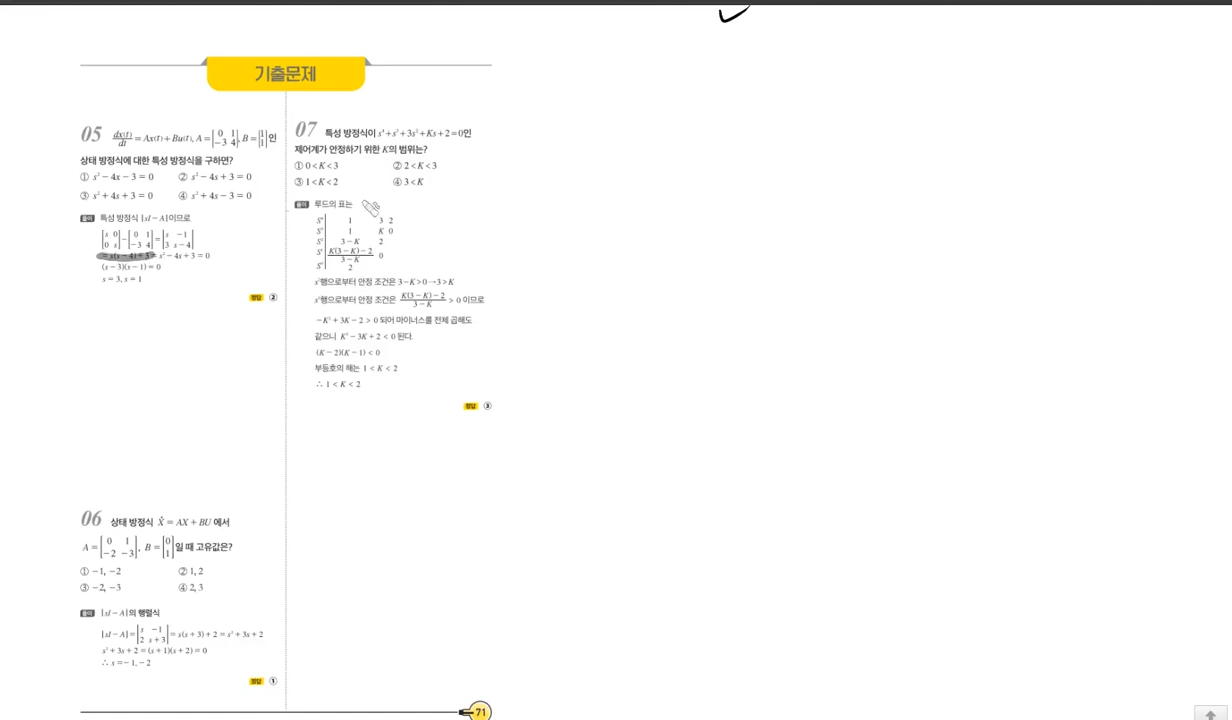 기출문제
05 dx(t)/dt = Ax(t) + Bu(t), A = |0 1 -3 4|, B = |1 1|인
상태 방정식에 대한 특성 방정식을 구하면?
① s² - 4x - 3 = 0 ② s² - 4s + 3 = 0
③ s² + 4s + 3 = 0 ④ s² + 4s - 3 = 0
풀이 특성 방정식 |sI - A|이므로
|s 0 0 s| - |0 1 -3 4| = |s -1 3 s-4|
= s(s - 4) + 3 = s² - 4s + 3 = 0
(s - 3)(s - 1) = 0
s = 3, s = 1
정답 ②
06 상태 방정식 Ẋ = AX + BU 에서
A = [0 1 -2 -3], B = [0 1]일 때 고유값은?
① -1, -2 ② 1, 2
③ -2, -3 ④ 2, 3
풀이 |sI - A|의 행렬식
|sI - A| = |s -1 2 s+3| = s(s + 3) + 2 = s² + 3s + 2
s² + 3s + 2 = (s + 1)(s + 2) = 0
∴ s = -1, -2
정답 ①
07 특성 방정식이 s⁴ + s³ + 3s² + Ks + 2 = 0인
제어계가 안정하기 위한 K의 범위는?
① 0 < K < 3 ② 2 < K < 3
③ 1 < K < 2 ④ 3 < K
풀이 루드의 표는
S⁴ 1 3 2
S³ 1 K 0
S² 3 - K 2
S¹ K(3 - K) - 2 / 3 - K 0
S⁰ 2
s²행으로부터 안정 조건은 3 - K > 0 → 3 > K
s¹행으로부터 안정 조건은 K(3 - K) - 2 / 3 - K > 0 이므로
-K² + 3K - 2 > 0 되어 마이너스를 전체 곱해도
같으니 K² - 3K + 2 < 0 된다.
(K - 2)(K - 1) < 0
부등호의 해는 1 < K < 2
∴ 1 < K < 2
정답 ③
71